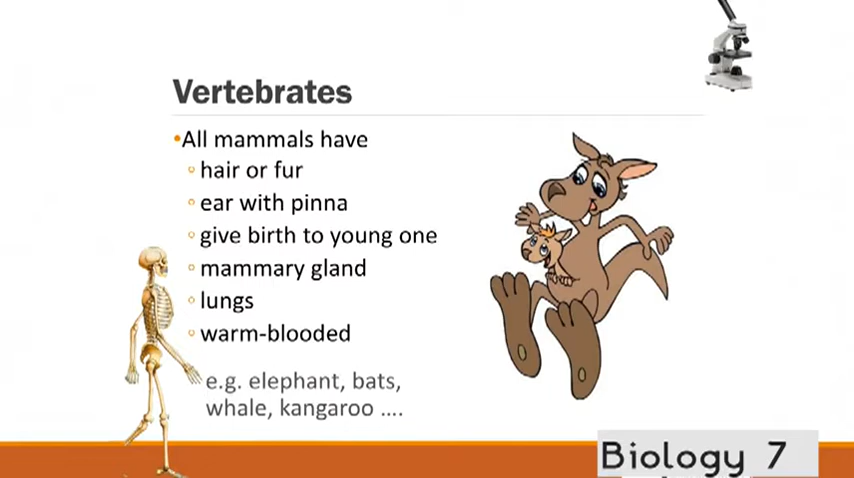 Vertebrates
•All mammals have
◦ hair or fur
◦ ear with pinna
◦ give birth to young one
◦ mammary gland
◦ lungs
◦ warm-blooded
e.g. elephant, bats,
whale, kangaroo ....
Biology 7